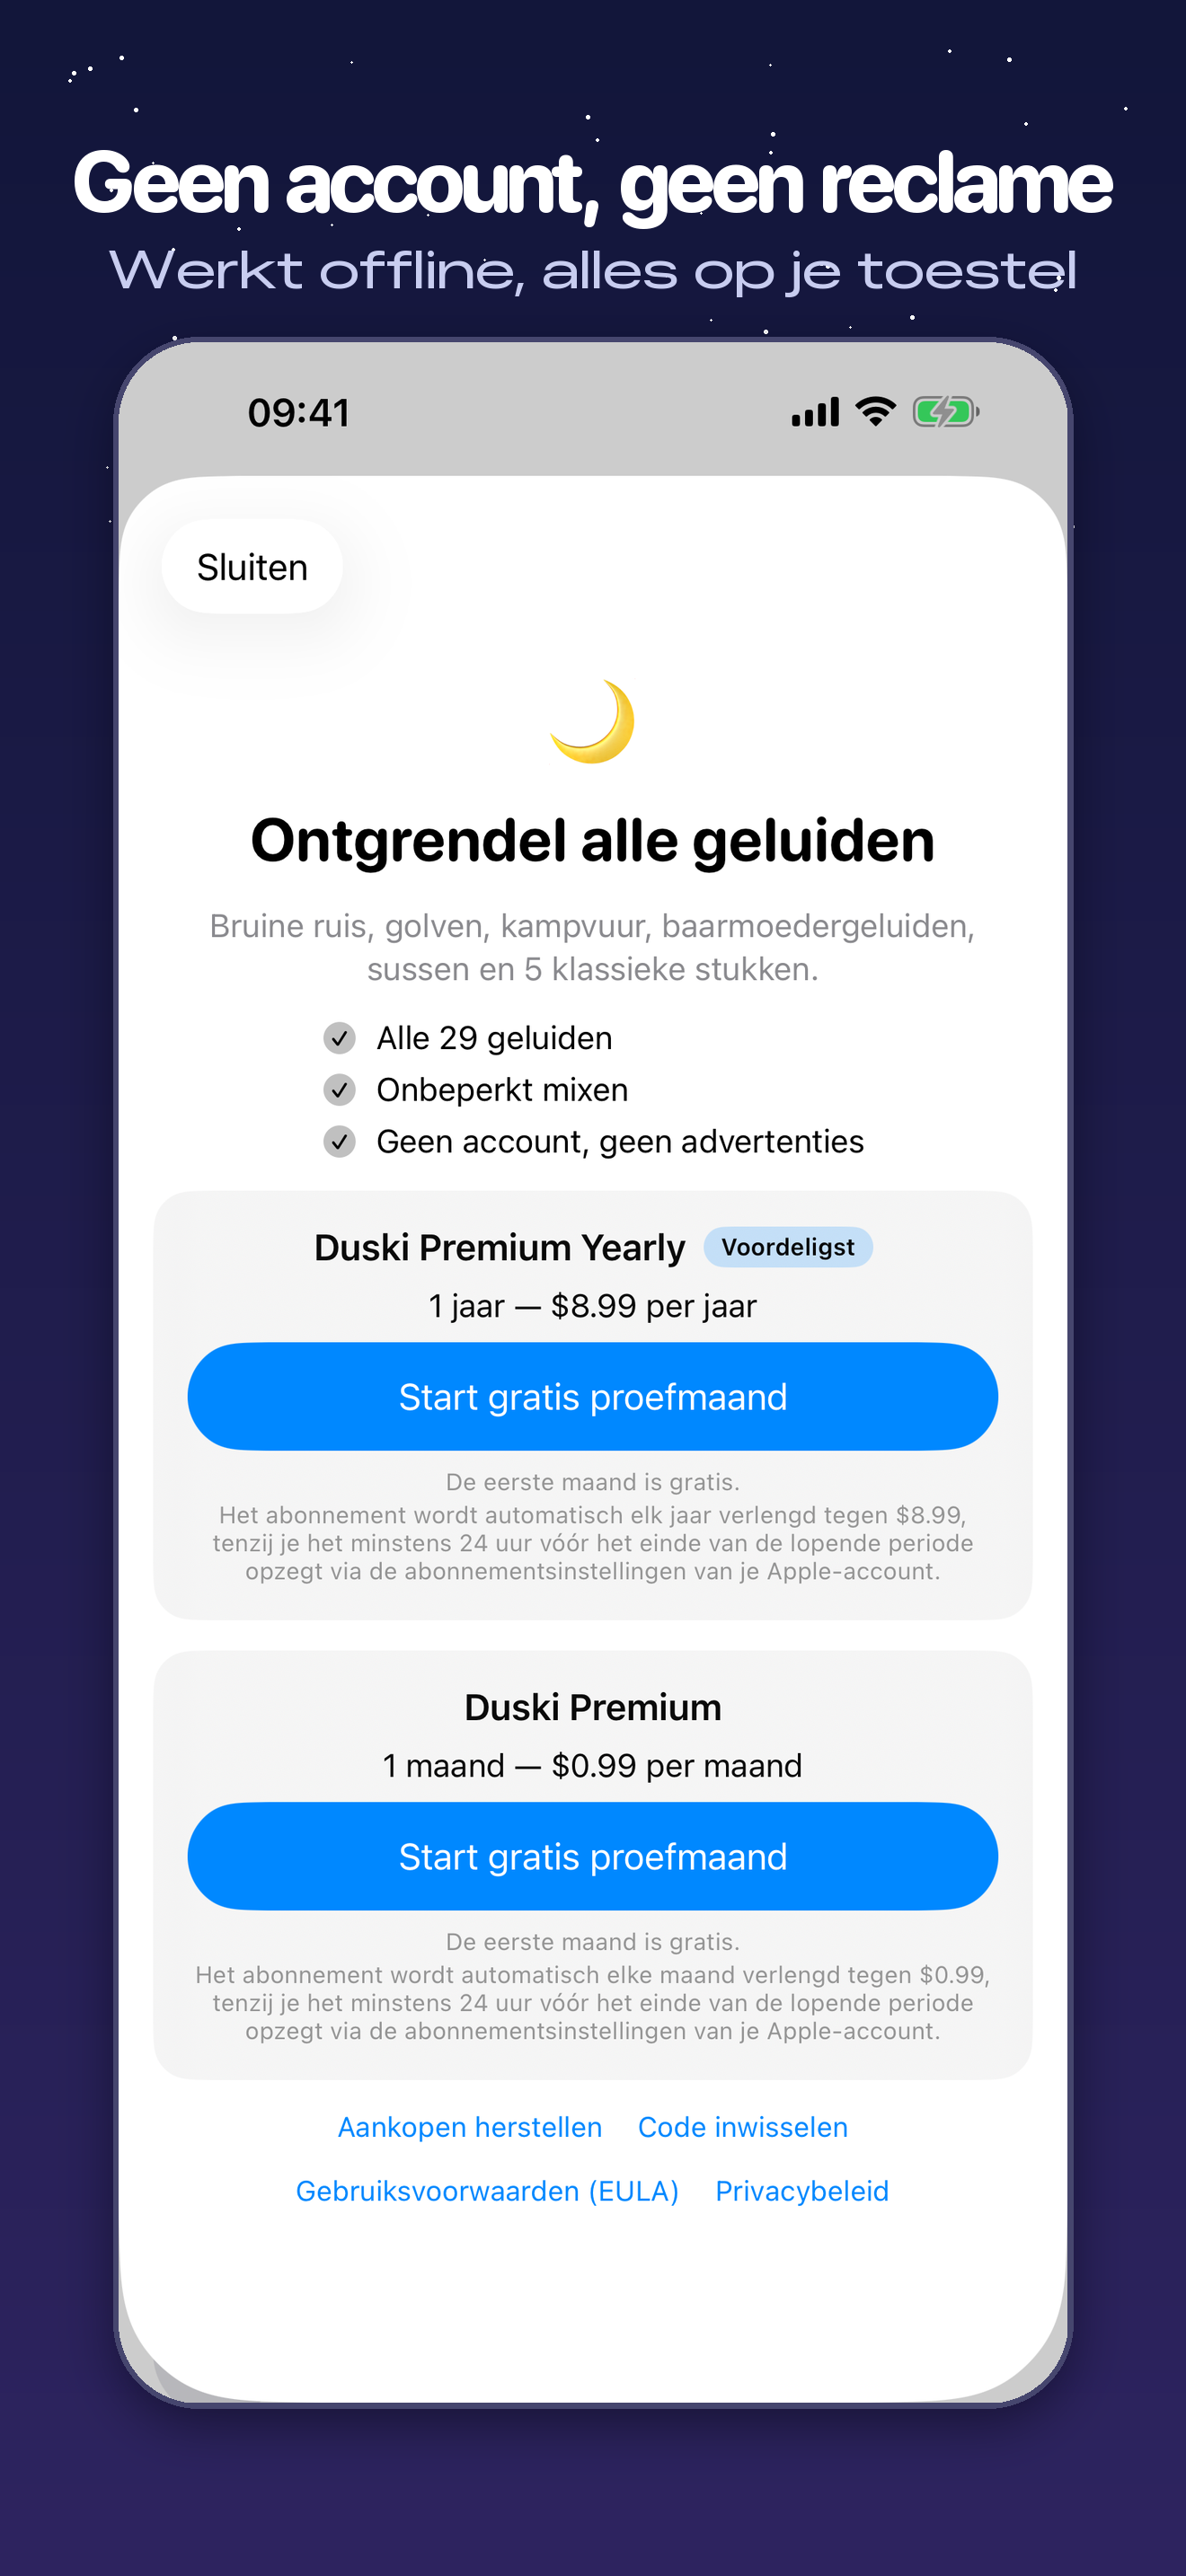 Geen account, geen reclame
Werkt offline, alles op je toestel
09:41
Sluiten
Ontgrendel alle geluiden
Bruine ruis, golven, kampvuur, baarmoedergeluiden,
sussen en 5 klassieke stukken.
Alle 29 geluiden
Onbeperkt mixen
Geen account, geen advertenties
Duski Premium Yearly Voordeligst
1 jaar — $8.99 per jaar
Start gratis proefmaand
De eerste maand is gratis.
Het abonnement wordt automatisch elk jaar verlengd tegen $8.99,
tenzij je het minstens 24 uur vóór het einde van de lopende periode
opzegt via de abonnementsinstellingen van je Apple-account.
Duski Premium
1 maand — $0.99 per maand
Start gratis proefmaand
De eerste maand is gratis.
Het abonnement wordt automatisch elke maand verlengd tegen $0.99,
tenzij je het minstens 24 uur vóór het einde van de lopende periode
opzegt via de abonnementsinstellingen van je Apple-account.
Aankopen herstellen Code inwisselen
Gebruiksvoorwaarden (EULA) Privacybeleid